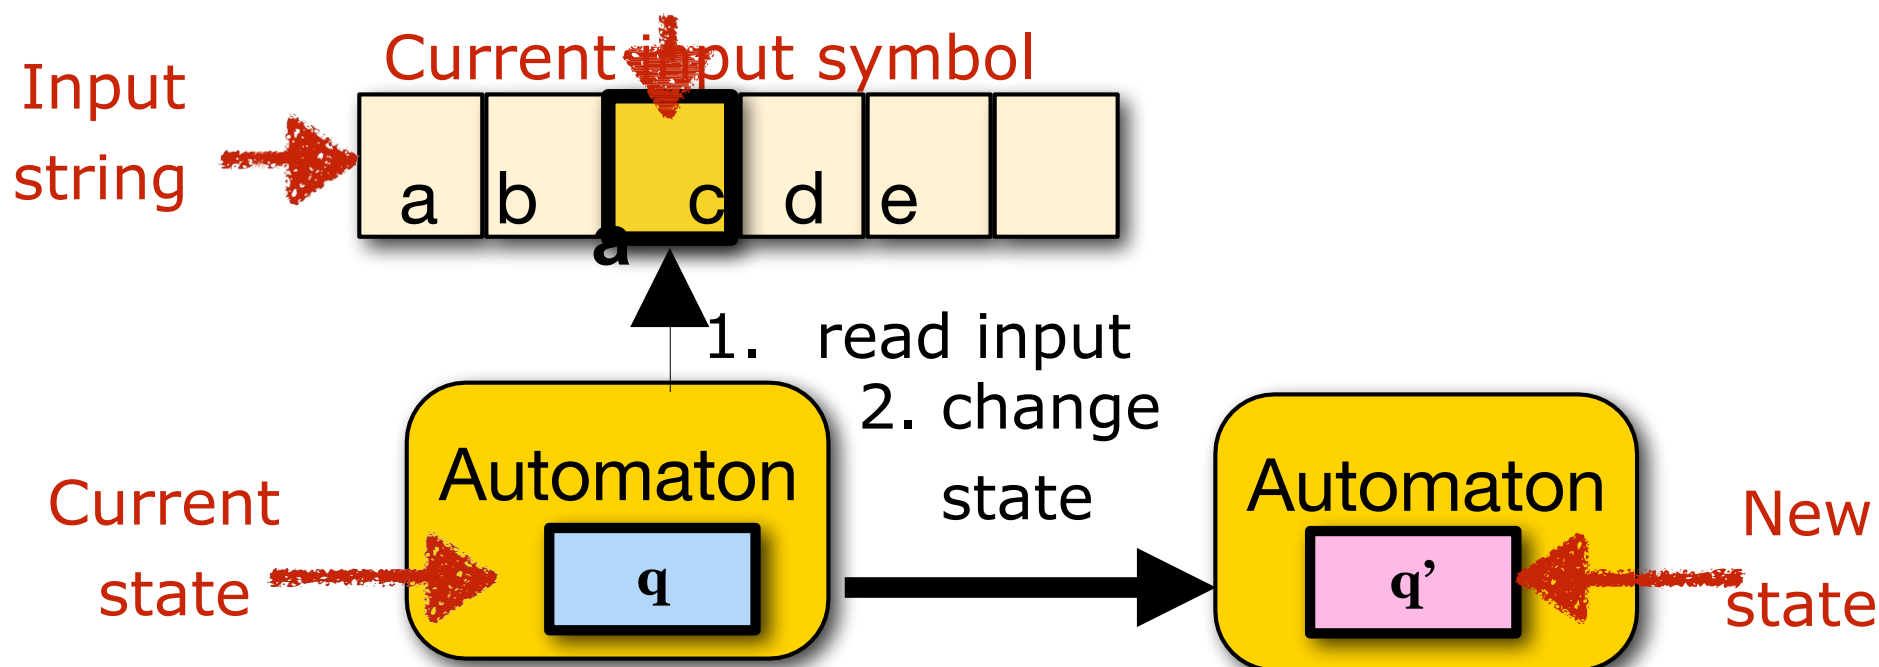 Current input symbol
Input
string
a b c d e
a
1. read input
2. change
state
Automaton
Automaton
Current
state
q
q’
New
state